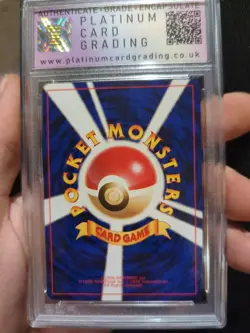 AUTHENTICATE · GRADE · ENCAPSULATE
PLATINUM
CARD
GRADING
www.platinumcardgrading.co.uk
POCKET MONSTERS
CARD GAME